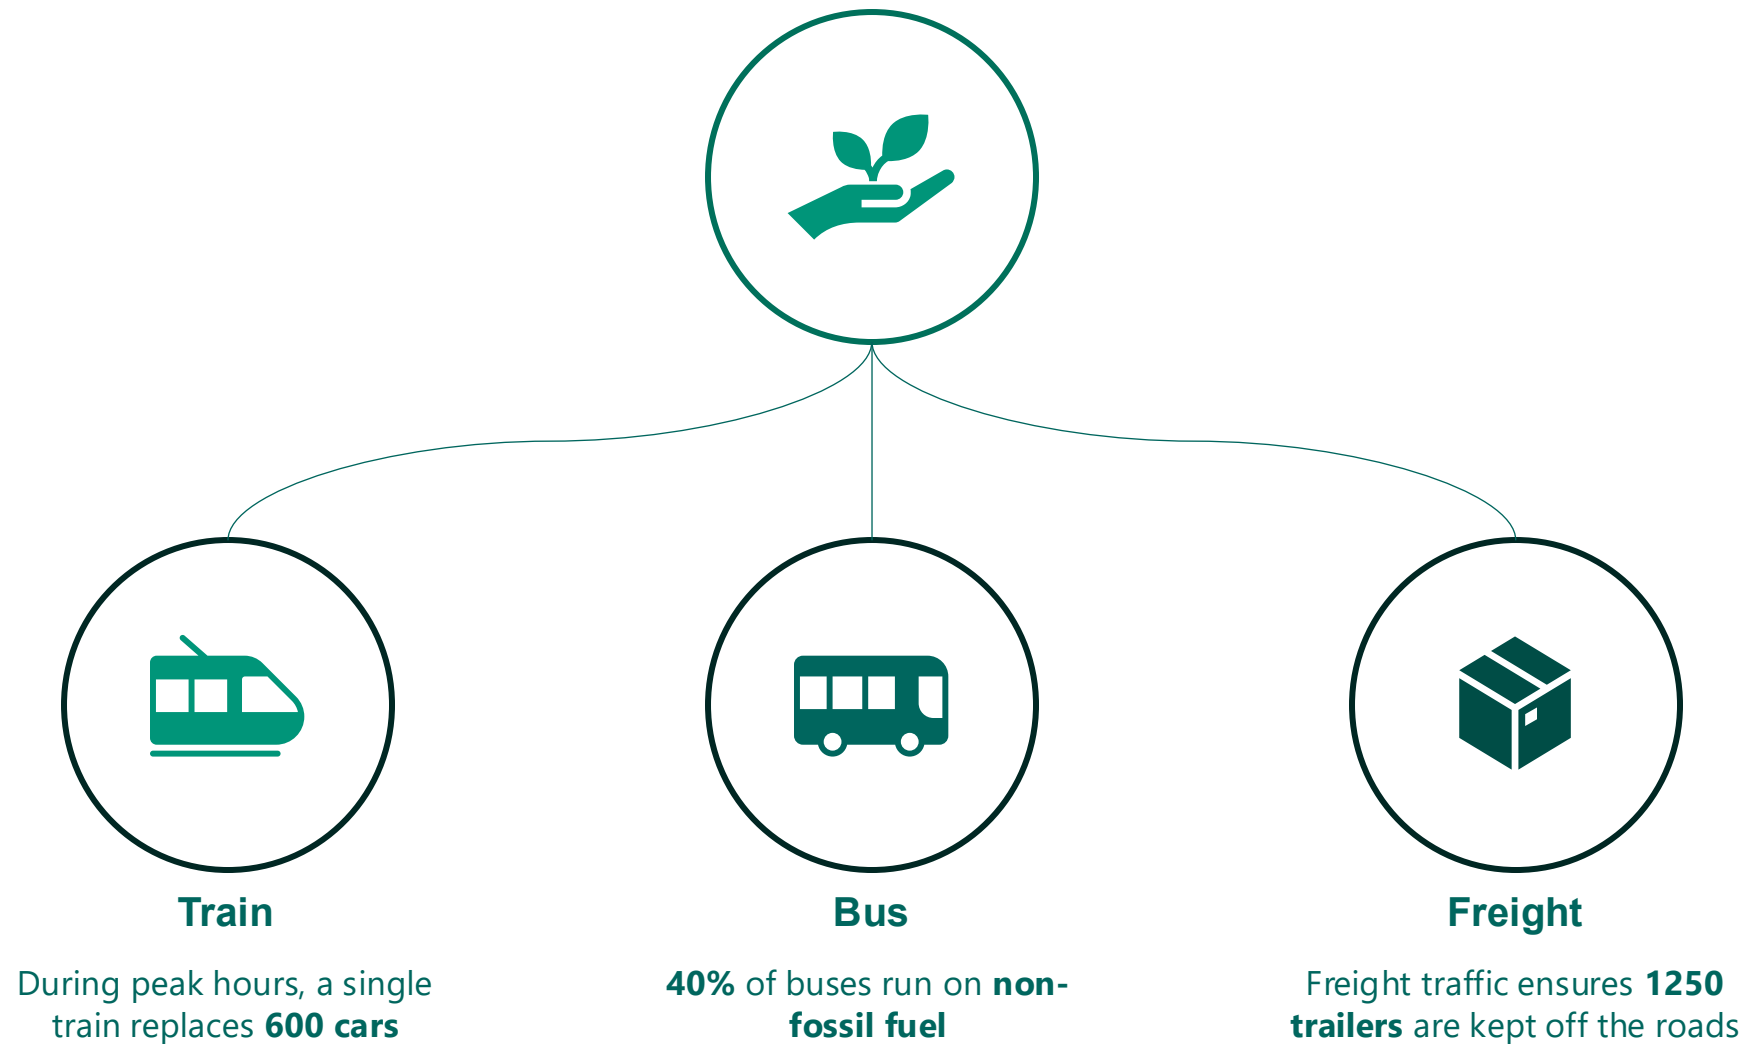 Train
During peak hours, a single
train replaces 600 cars
Bus
40% of buses run on non-
fossil fuel
Freight
Freight traffic ensures 1250
trailers are kept off the roads